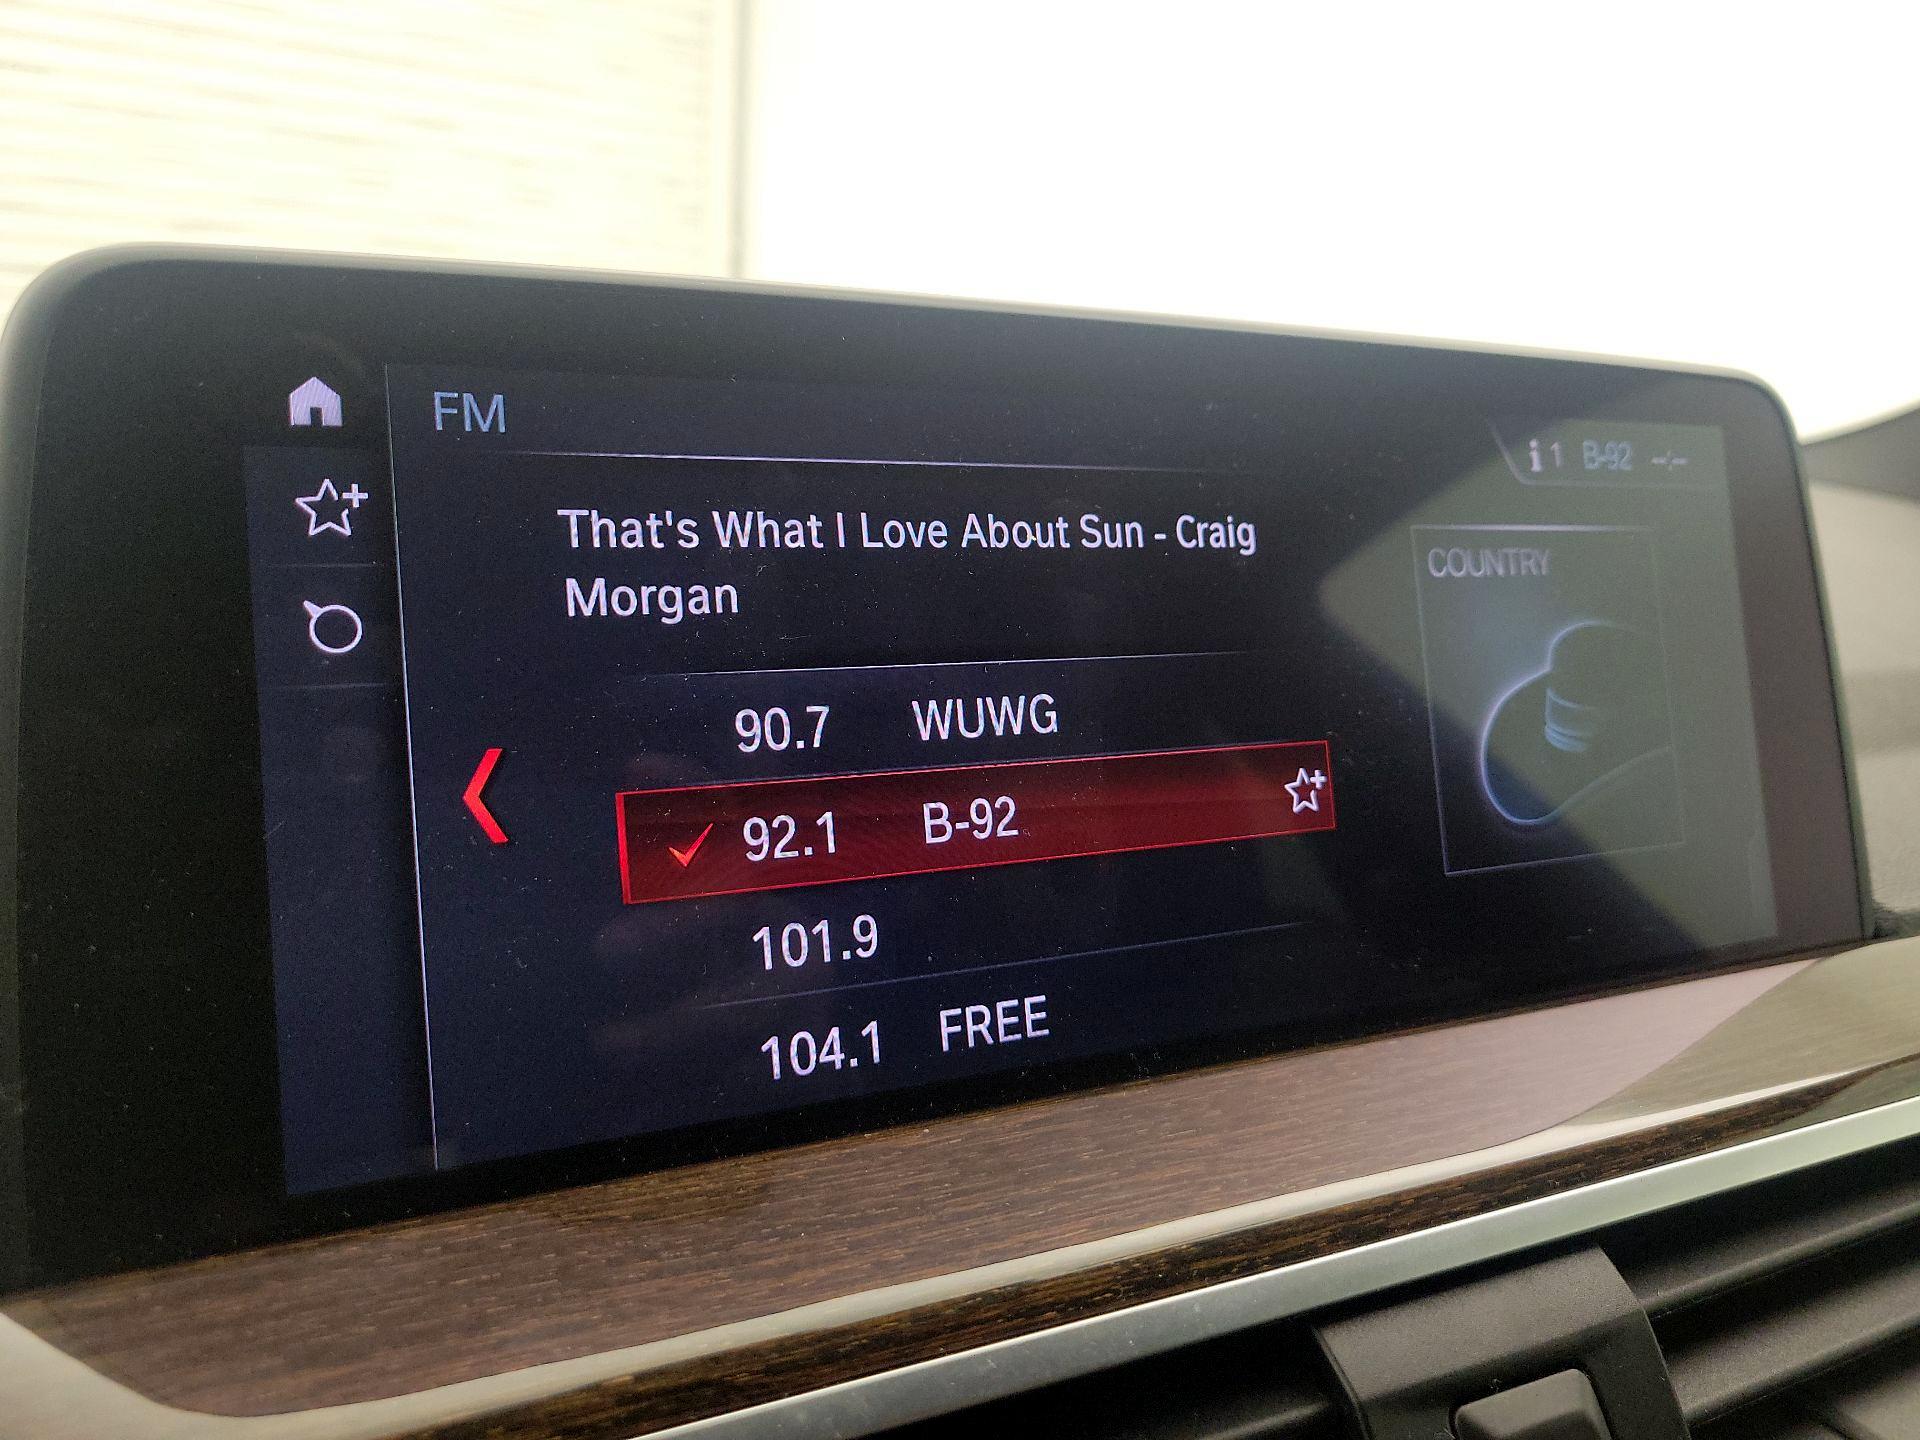 FM
i 1 B-92 --:--
That's What I Love About Sun - Craig
Morgan
COUNTRY
90.7 WUWG
92.1 B-92
101.9
104.1 FREE